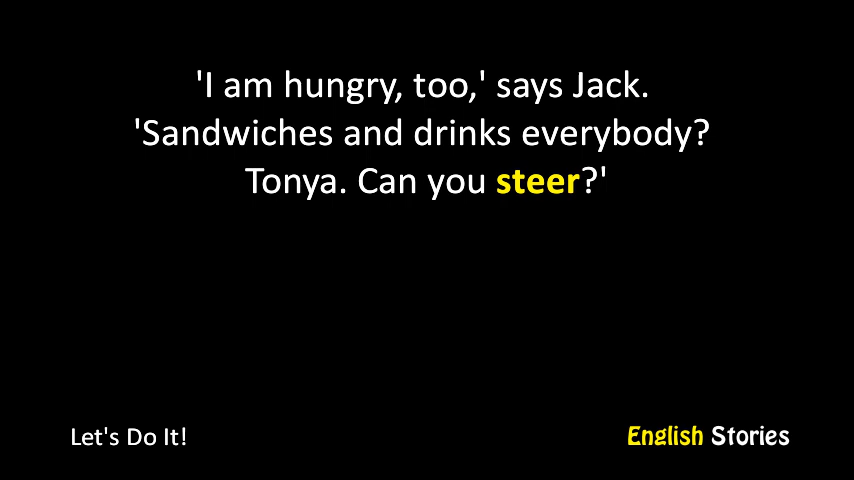 'I am hungry, too,' says Jack.
'Sandwiches and drinks everybody?
Tonya. Can you steer?'
Let's Do It!
English Stories